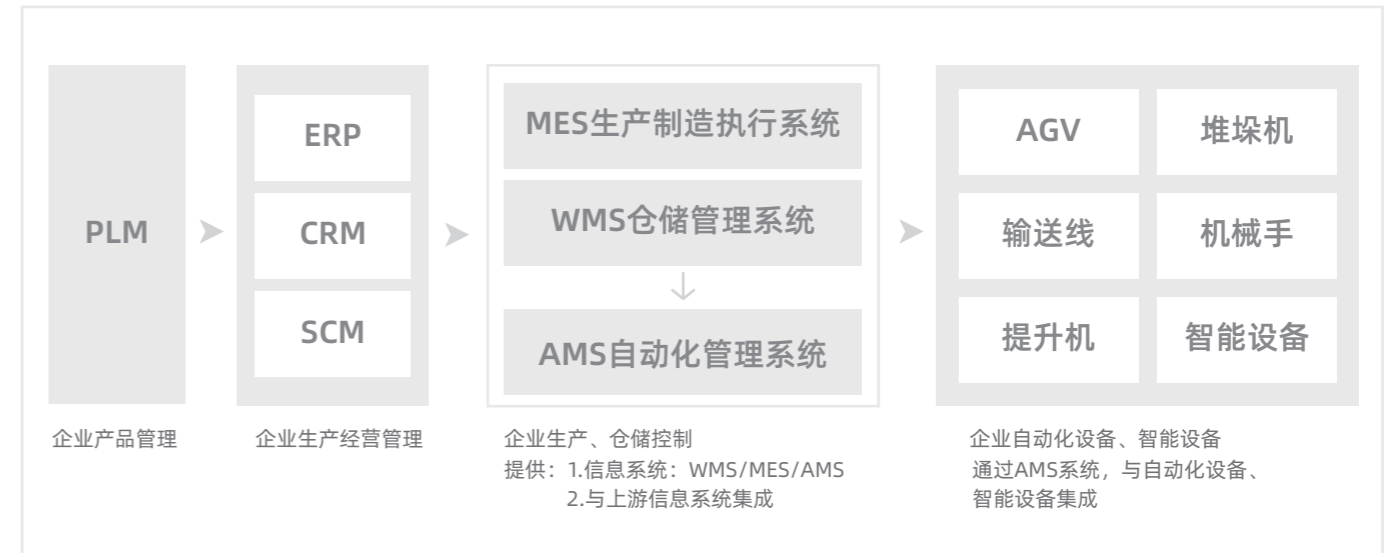 PLM
ERP
CRM
SCM
MES生产制造执行系统
WMS仓储管理系统
AMS自动化管理系统
AGV
堆垛机
输送线
机械手
提升机
智能设备
企业产品管理
企业生产经营管理
企业生产、仓储控制
提供：1.信息系统：WMS/MES/AMS
2.与上游信息系统集成
企业自动化设备、智能设备
通过AMS系统，与自动化设备、
智能设备集成